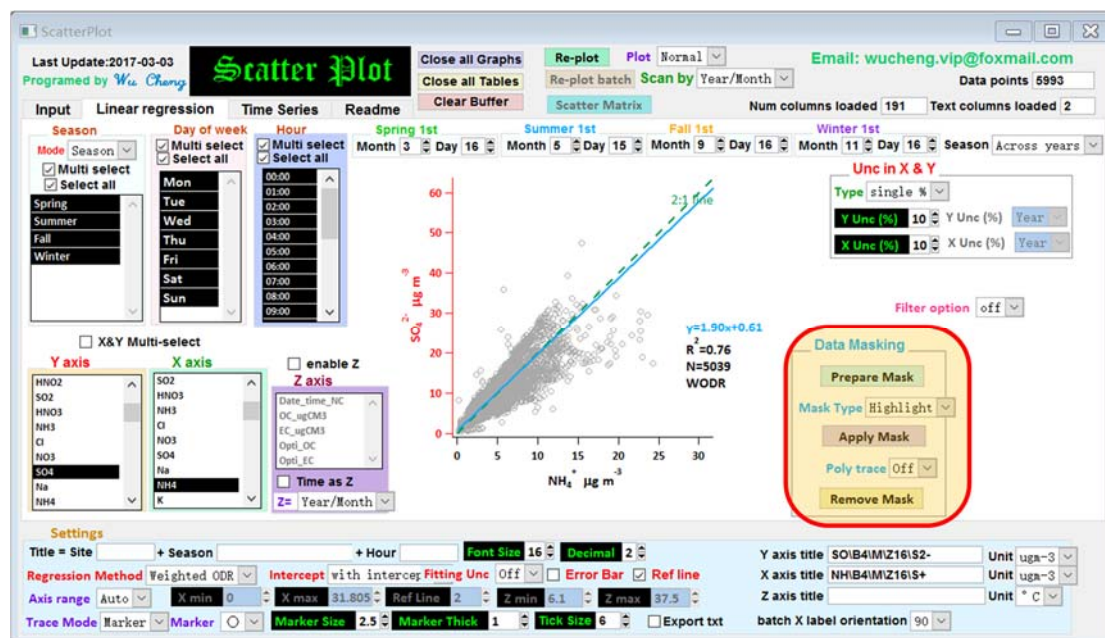 ScatterPlot
Last Update:2017-03-03
Programed by Wu Cheng
Scatter Plot
Close all Graphs
Close all Tables
Clear Buffer
Re-plot Plot Normal
Re-plot batch Scan by Year/Month
Scatter Matrix
Email: wucheng.vip@foxmail.com
Data points 5993
Num columns loaded 191 Text columns loaded 2
Input Linear regression Time Series Readme
Season
Mode Season
Multi select
Select all
Spring
Summer
Fall
Winter
Day of week
Multi select
Select all
Mon
Tue
Wed
Thu
Fri
Sat
Sun
Hour
Multi select
Select all
00:00
01:00
02:00
03:00
04:00
05:00
06:00
07:00
08:00
09:00
Spring 1st
Month 3 Day 16
Summer 1st
Month 5 Day 15
Fall 1st
Month 9 Day 16
Winter 1st
Month 11 Day 16
Season Across years
Unc in X & Y
Type single %
Y Unc (%) 10 Y Unc (%) Year
X Unc (%) 10 X Unc (%) Year
Filter option off
60
50
40
30
20
10
0
SO₄²⁻ µg m⁻³
2:1 line
y=1.90x+0.61
R²=0.76
N=5039
WODR
0 5 10 15 20 25 30
NH₄⁺ µg m⁻³
Data Masking
Prepare Mask
Mask Type Highlight
Apply Mask
Poly trace Off
Remove Mask
X&Y Multi-select
Y axis
HNO2
SO2
HNO3
NH3
Cl
NO3
SO4
Na
NH4
X axis
SO2
HNO3
NH3
Cl
NO3
SO4
Na
NH4
K
enable Z
Z axis
Date_time_NC
OC_ugCM3
EC_ugCM3
Opti_OC
Opti_EC
Time as Z
Z= Year/Month
Settings
Title = Site + Season + Hour Font Size 16 Decimal 2
Regression Method Weighted ODR Intercept with intercep Fitting Unc Off Error Bar Ref line
Axis range Auto X min 0 X max 31.805 Ref Line 2 Z min 6.1 Z max 37.5
Trace Mode Marker Marker Marker Size 2.5 Marker Thick 1 Tick Size 6 Export txt
Y axis title SO\B4\M\Z16\S2- Unit ugm-3
X axis title NH\B4\M\Z16\S+ Unit ugm-3
Z axis title Unit ° C
batch X label orientation 90